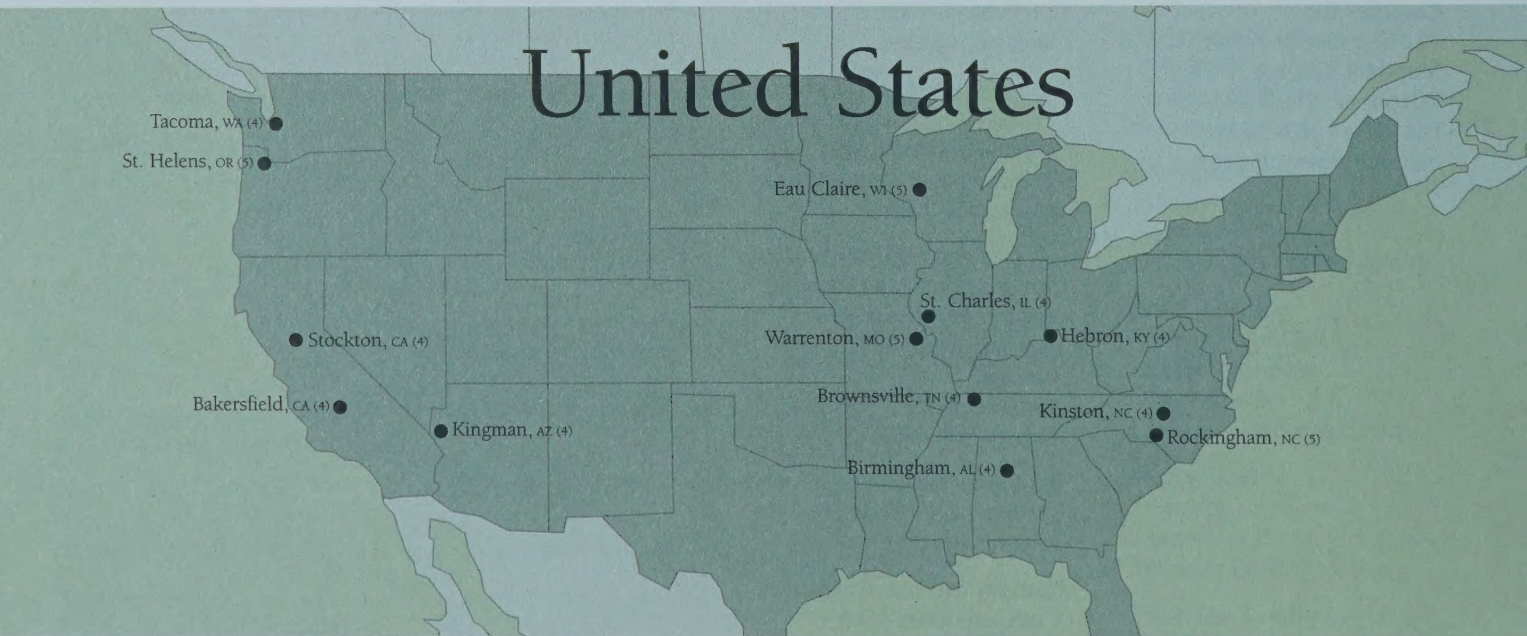 United States
Tacoma, WA (4)
St. Helens, OR (5)
Eau Claire, WI (5)
St. Charles, IL (4)
Stockton, CA (4)
Warrenton, MO (5)
Hebron, KY (4)
Bakersfield, CA (4)
Brownsville, TN (4)
Kinston, NC (4)
Kingman, AZ (4)
Rockingham, NC (5)
Birmingham, AL (4)